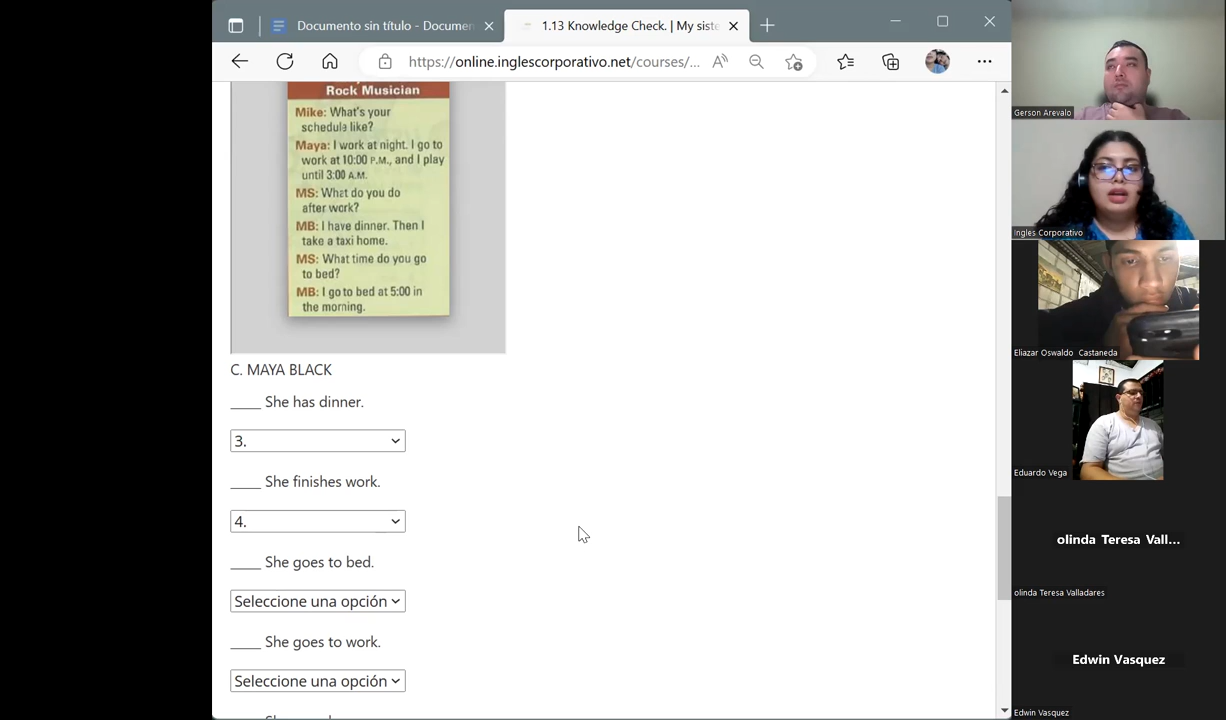 Documento sin título - Documen
1.13 Knowledge Check. | My siste
https://online.inglescorporativo.net/courses/...
Rock Musician
Mike: What's your
schedule like?
Maya: I work at night. I go to
work at 10:00 P.M., and I play
until 3:00 A.M.
MS: What do you do
after work?
MB: I have dinner. Then I
take a taxi home.
MS: What time do you go
to bed?
MB: I go to bed at 5:00 in
the morning.
C. MAYA BLACK
____ She has dinner.
3.
____ She finishes work.
4.
____ She goes to bed.
Seleccione una opción
____ She goes to work.
Seleccione una opción
Gerson Arevalo
Ingles Corporativo
Eliazar Oswaldo Castaneda
Eduardo Vega
olinda Teresa Vall...
olinda Teresa Valladares
Edwin Vasquez
Edwin Vasquez